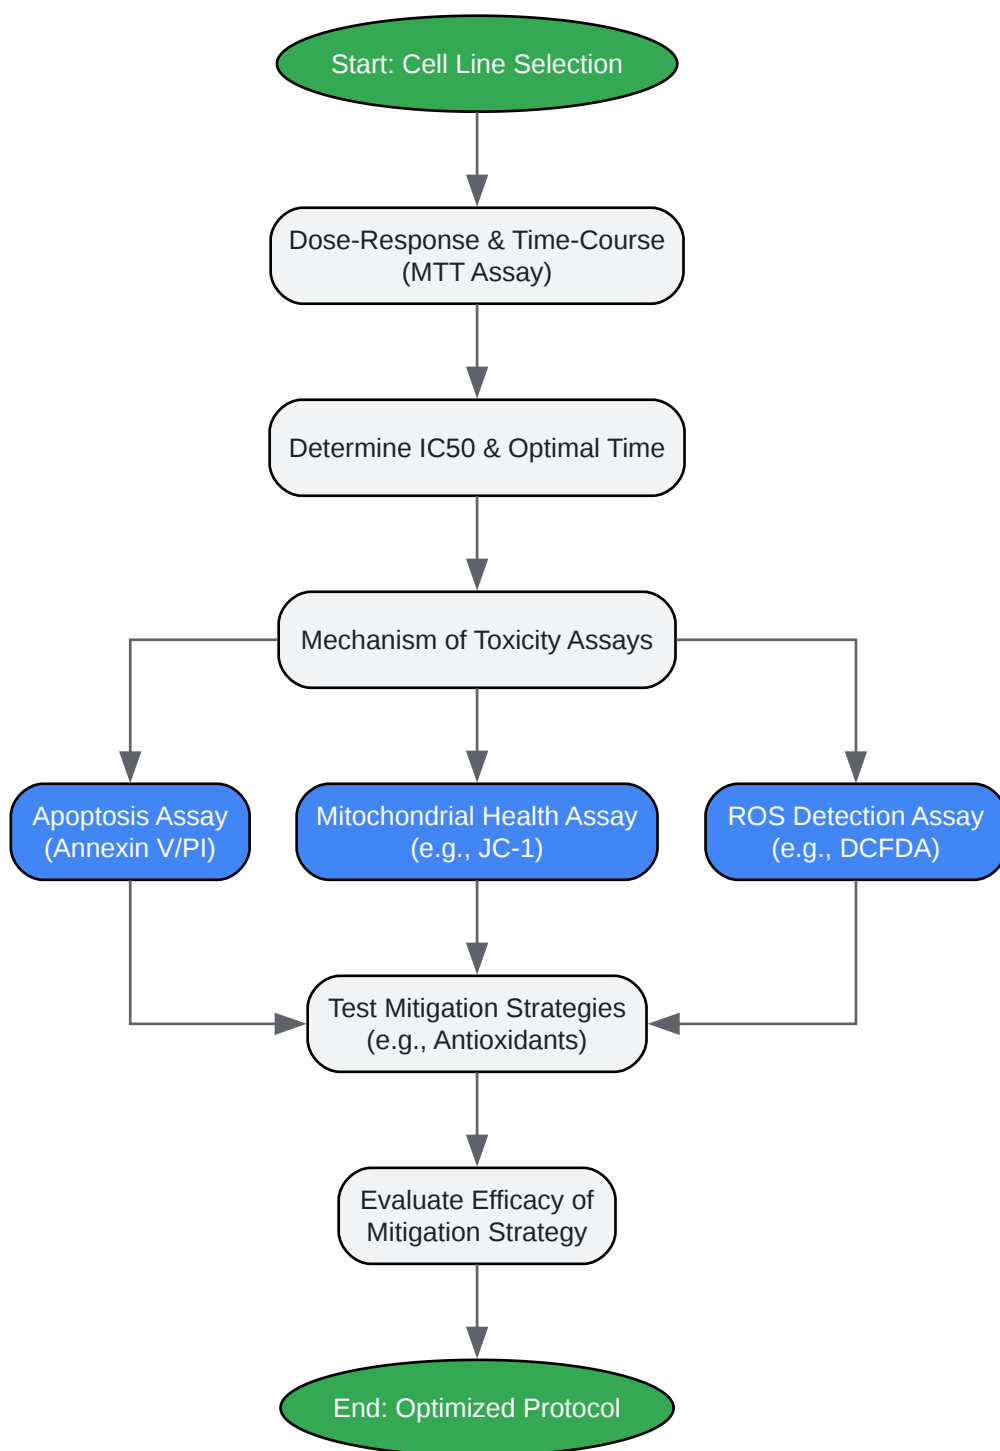 Start: Cell Line Selection
Dose-Response & Time-Course
(MTT Assay)
Determine IC50 & Optimal Time
Mechanism of Toxicity Assays
Apoptosis Assay
(Annexin V/PI)
Mitochondrial Health Assay
(e.g., JC-1)
ROS Detection Assay
(e.g., DCFDA)
Test Mitigation Strategies
(e.g., Antioxidants)
Evaluate Efficacy of
Mitigation Strategy
End: Optimized Protocol